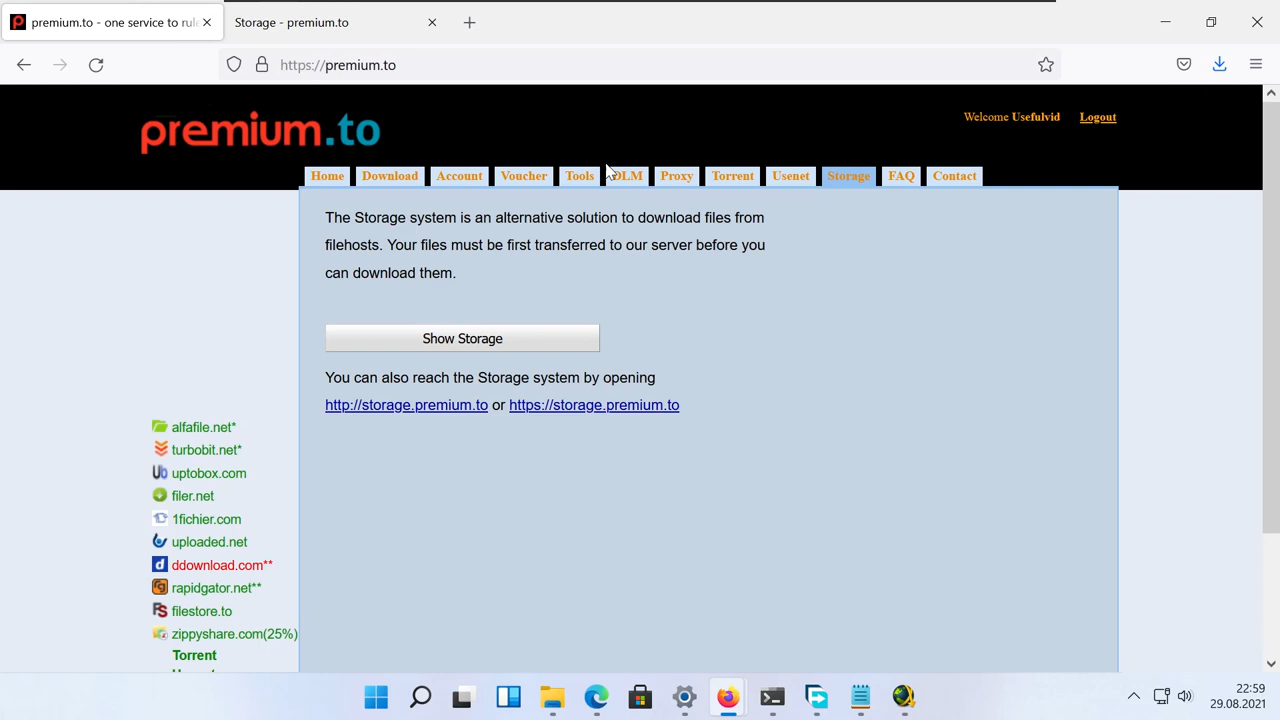 premium.to - one service to rule
Storage - premium.to
https://premium.to
premium.to
Welcome Usefulvid Logout
Home Download Account Voucher Tools DLM Proxy Torrent Usenet Storage FAQ Contact
The Storage system is an alternative solution to download files from
filehosts. Your files must be first transferred to our server before you
can download them.
Show Storage
You can also reach the Storage system by opening
http://storage.premium.to or https://storage.premium.to
alfafile.net*
turbobit.net*
uptobox.com
filer.net
1fichier.com
uploaded.net
ddownload.com**
rapidgator.net**
filestore.to
zippyshare.com(25%)
Torrent
22:59
29.08.2021